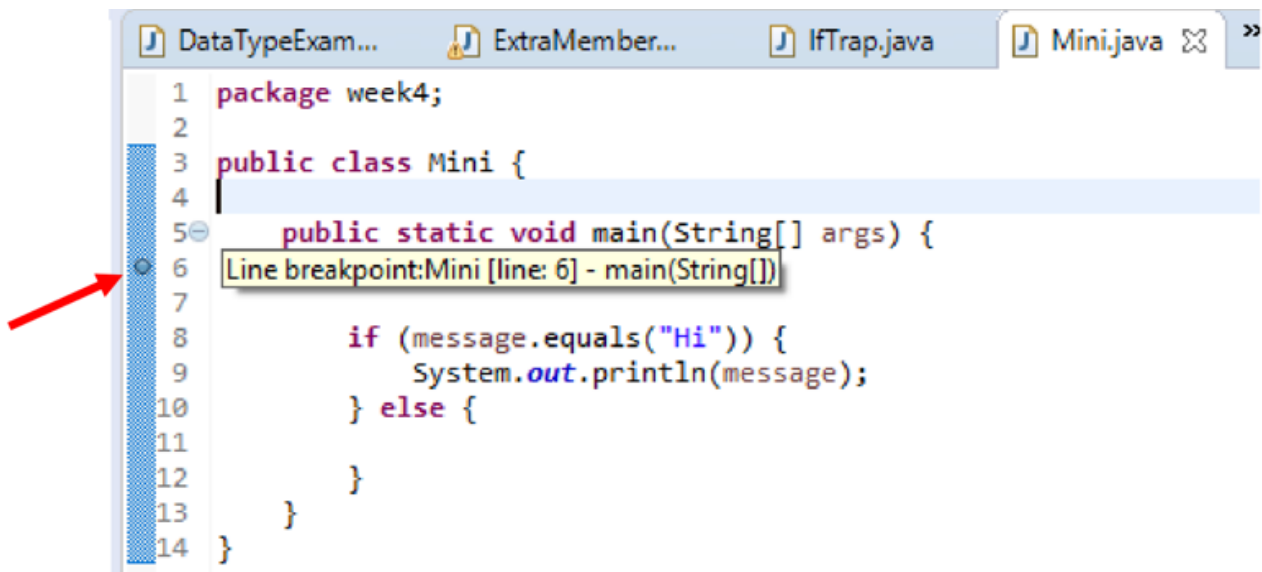 DataTypeExam... ExtraMember... IfTrap.java Mini.java »
1 package week4;
2
3 public class Mini {
4
5 public static void main(String[] args) {
6 Line breakpoint:Mini [line: 6] - main(String[])
7
8 if (message.equals("Hi")) {
9 System.out.println(message);
10 } else {
11
12 }
13 }
14 }